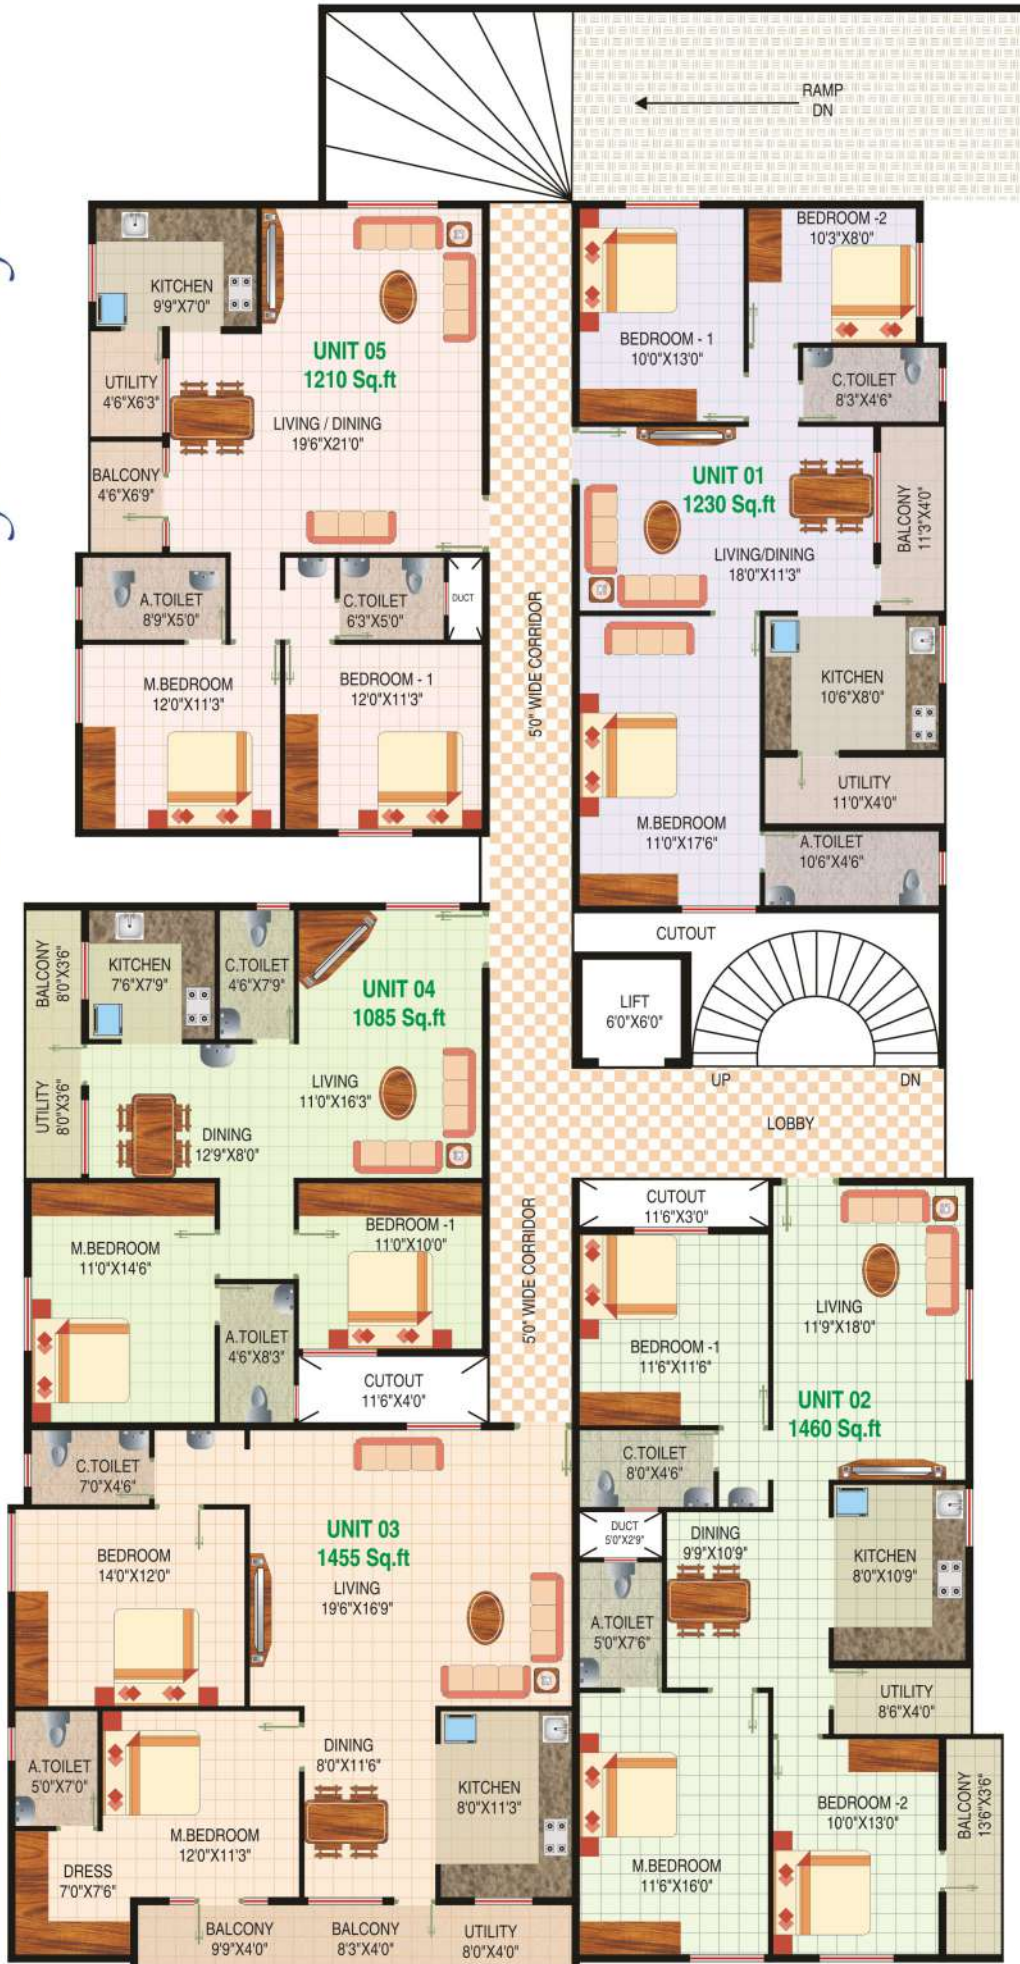 RAMP
DN
KITCHEN
9'9"X7'0"
UNIT 05
1210 Sq.ft
UTILITY
4'6"X6'3"
LIVING / DINING
19'6"X21'0"
BALCONY
4'6"X6'9"
A.TOILET
8'9"X5'0"
C.TOILET
6'3"X5'0"
DUCT
M.BEDROOM
12'0"X11'3"
BEDROOM - 1
12'0"X11'3"
5'0" WIDE CORRIDOR
BEDROOM -2
10'3"X8'0"
BEDROOM - 1
10'0"X13'0"
C.TOILET
8'3"X4'6"
UNIT 01
1230 Sq.ft
BALCONY
11'3"X4'0"
LIVING/DINING
18'0"X11'3"
KITCHEN
10'6"X8'0"
UTILITY
11'0"X4'0"
M.BEDROOM
11'0"X17'6"
A.TOILET
10'6"X4'6"
CUTOUT
LIFT
6'0"X6'0"
UP
DN
LOBBY
BALCONY
8'0"X3'6"
KITCHEN
7'6"X7'9"
C.TOILET
4'6"X7'9"
UNIT 04
1085 Sq.ft
UTILITY
8'0"X3'6"
LIVING
11'0"X16'3"
DINING
12'9"X8'0"
M.BEDROOM
11'0"X14'6"
BEDROOM -1
11'0"X10'0"
A.TOILET
4'6"X8'3"
CUTOUT
11'6"X4'0"
5'0" WIDE CORRIDOR
CUTOUT
11'6"X3'0"
LIVING
11'9"X18'0"
BEDROOM -1
11'6"X11'6"
UNIT 02
1460 Sq.ft
C.TOILET
8'0"X4'6"
DUCT
5'0"X2'9"
DINING
9'9"X10'9"
KITCHEN
8'0"X10'9"
A.TOILET
5'0"X7'6"
UTILITY
8'6"X4'0"
BEDROOM -2
10'0"X13'0"
BALCONY
13'6"X3'6"
M.BEDROOM
11'6"X16'0"
C.TOILET
7'0"X4'6"
UNIT 03
1455 Sq.ft
BEDROOM
14'0"X12'0"
LIVING
19'6"X16'9"
A.TOILET
5'0"X7'0"
DINING
8'0"X11'6"
KITCHEN
8'0"X11'3"
M.BEDROOM
12'0"X11'3"
DRESS
7'0"X7'6"
BALCONY
9'9"X4'0"
BALCONY
8'3"X4'0"
UTILITY
8'0"X4'0"